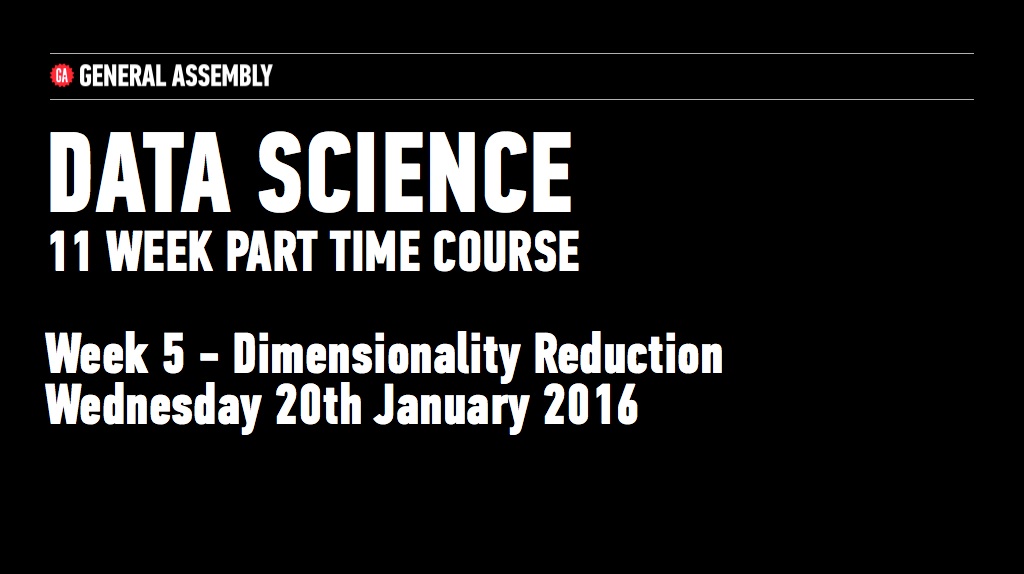 GA GENERAL ASSEMBLY
DATA SCIENCE
11 WEEK PART TIME COURSE
Week 5 – Dimensionality Reduction
Wednesday 20th January 2016